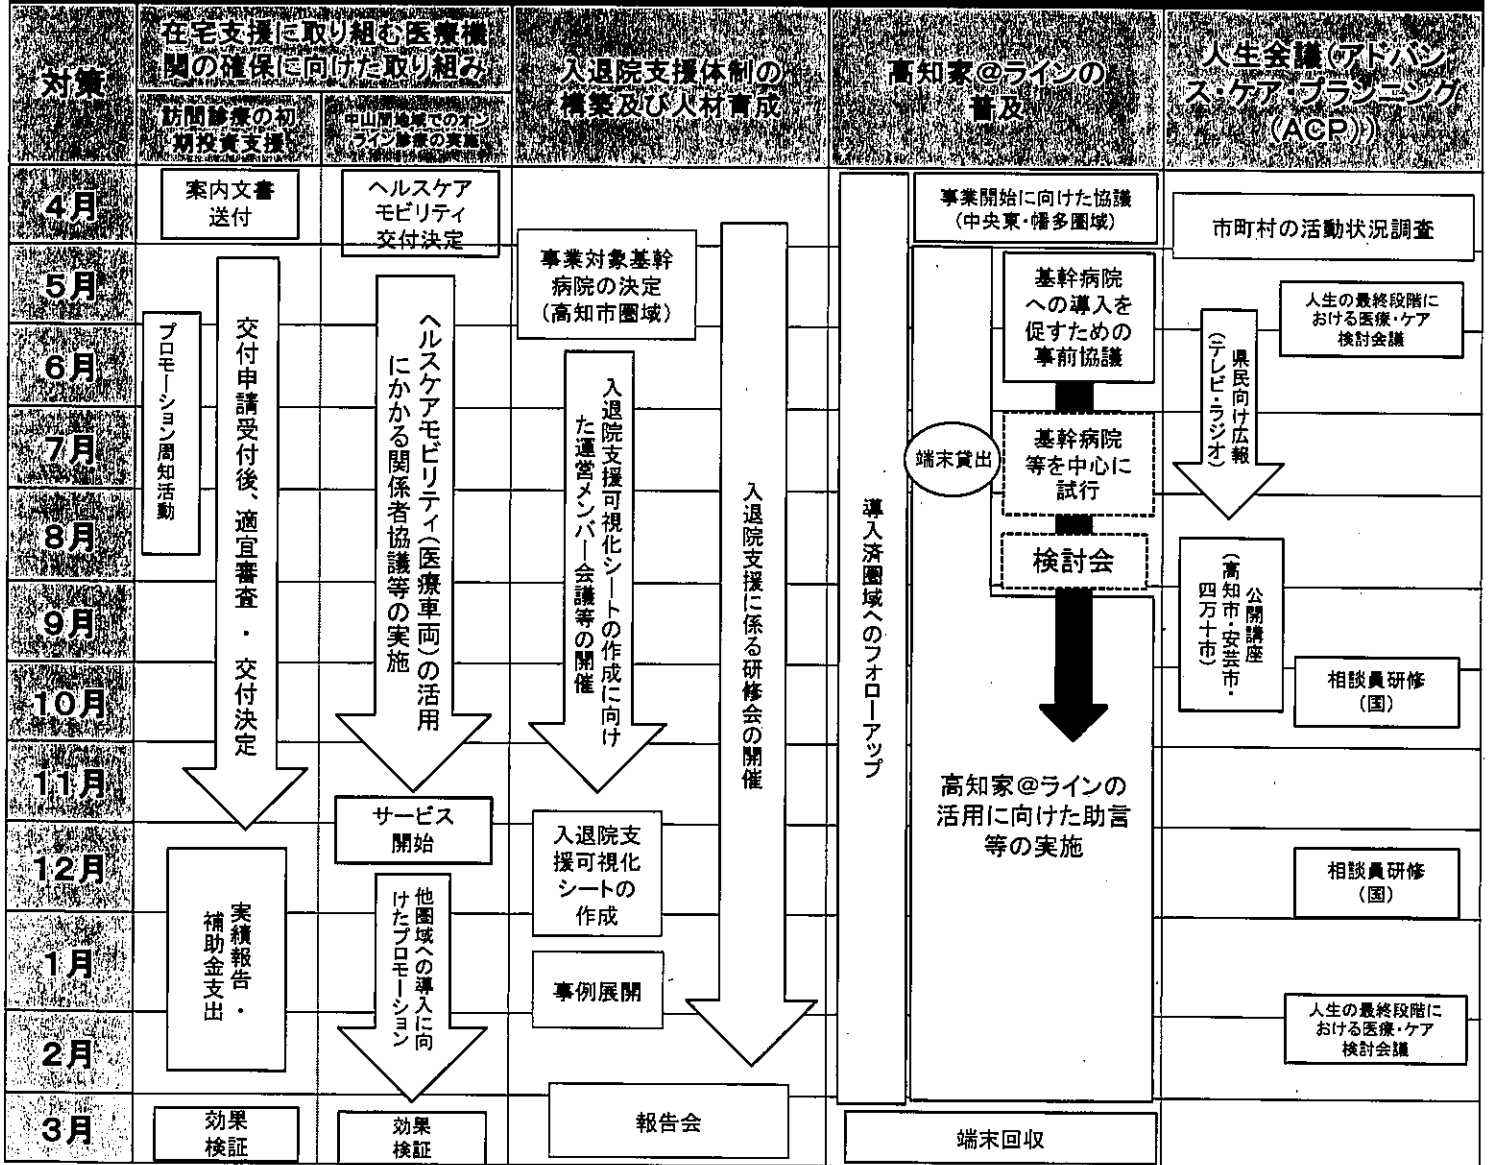 対策
在宅支援に取り組む医療機
関の確保に向けた取り組み
訪問診療の初
期投資支援
中山間地域でのオン
ライン診療の実施
入退院支援体制の
構築及び人材育成
高知家@ラインの
普及
人生会議(アドバン
ス・ケア・プランニング
(ACP))
4月
5月
6月
7月
8月
9月
10月
11月
12月
1月
2月
3月
案内文書
送付
プロモーション周知活動
交付申請受付後、適宜審査・交付決定
実績報告・
補助金支出
効果
検証
ヘルスケア
モビリティ
交付決定
ヘルスケアモビリティ(医療車両)の活用
にかかる関係者協議等の実施
サービス
開始
他圏域への導入に向
けたプロモーション
効果
検証
事業対象基幹
病院の決定
(高知市圏域)
入退院支援可視化シートの作成に向け
た運営メンバー会議等の開催
入退院支
援可視化
シートの
作成
事例展開
入退院支援に係る研修会の開催
報告会
導入済圏域へのフォローアップ
事業開始に向けた協議
(中央東・幡多圏域)
基幹病院
への導入を
促すための
事前協議
端末貸出
基幹病院
等を中心に
試行
検討会
高知家@ラインの
活用に向けた助言
等の実施
端末回収
市町村の活動状況調査
人生の最終段階に
おける医療・ケア
検討会議
県民向け広報
(テレビ・ラジオ)
公開講座
(高知市・安芸市・
四万十市)
相談員研修
(国)
相談員研修
(国)
人生の最終段階に
おける医療・ケア
検討会議